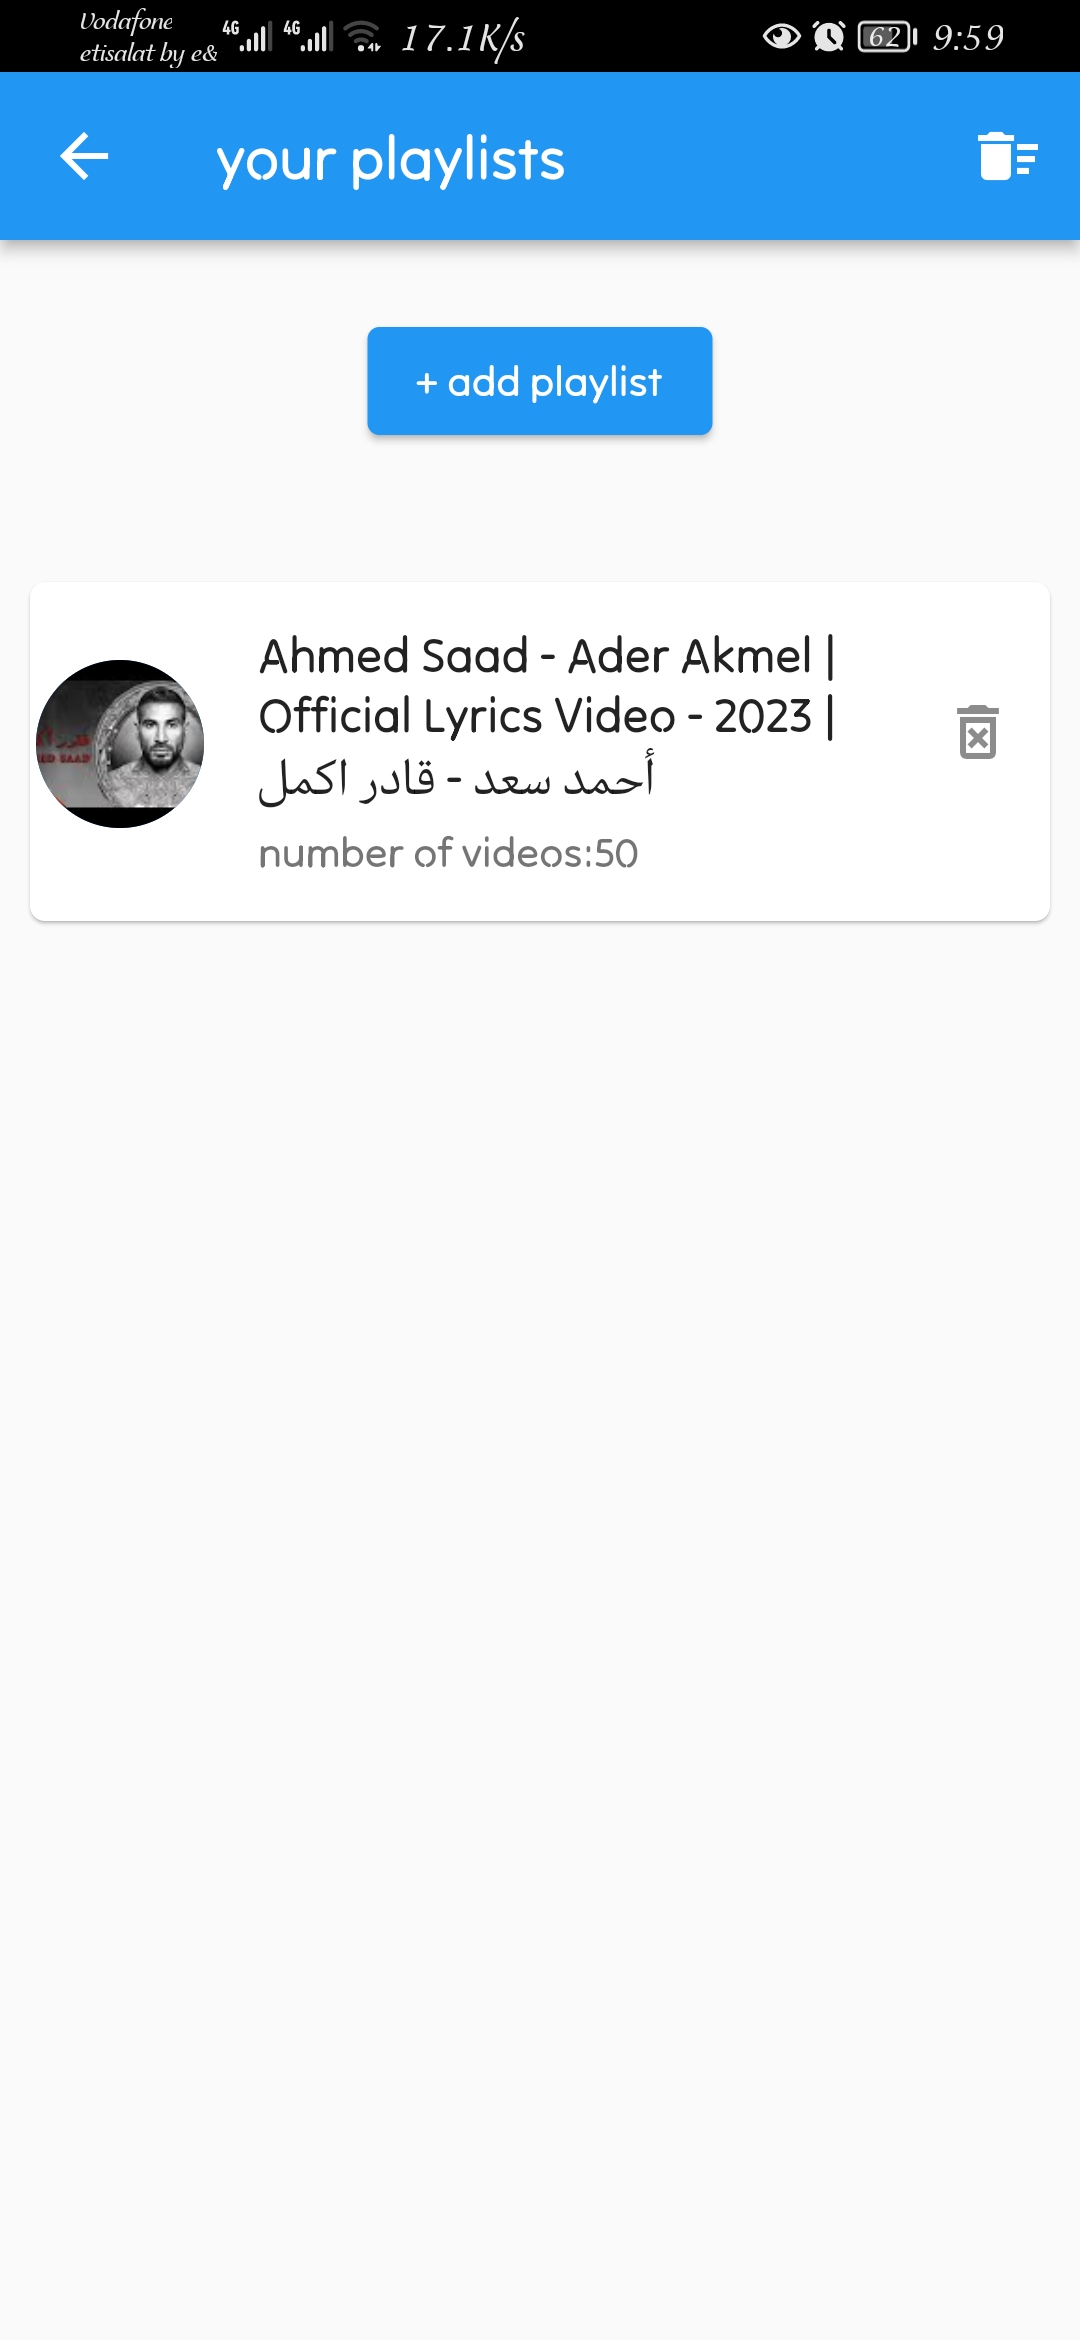 Vodafone
etisalat by e&
4G 4G 17.1K/s 62 9:59
your playlists
+ add playlist
Ahmed Saad - Ader Akmel |
Official Lyrics Video - 2023 |
أحمد سعد - قادر اكمل
number of videos:50